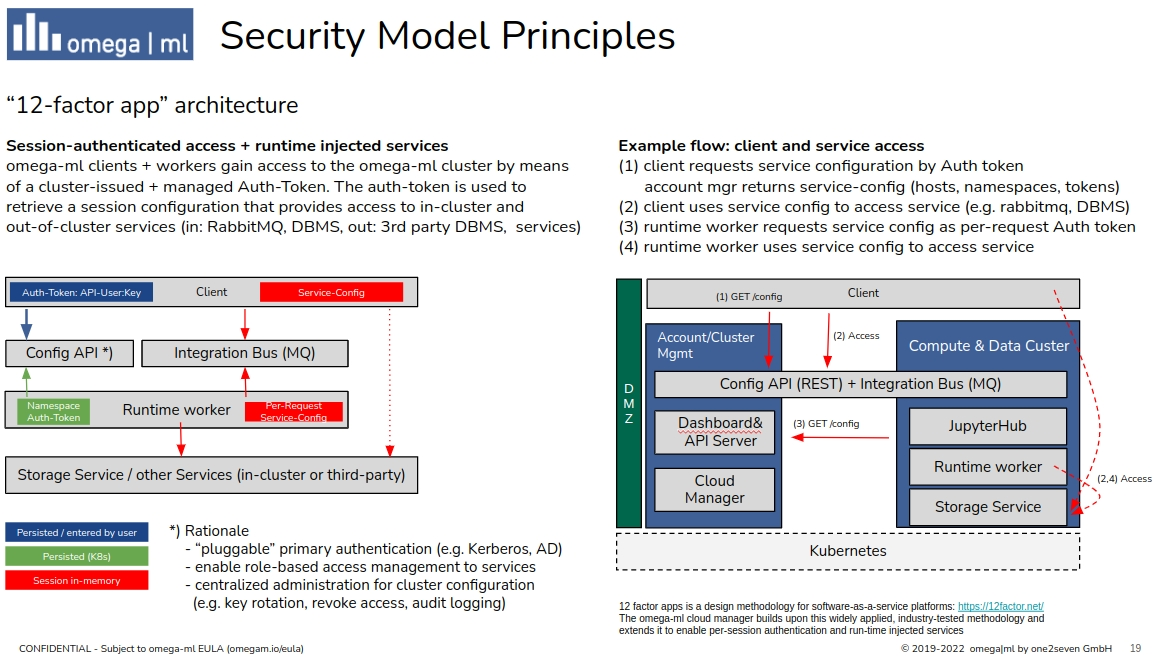 omega | ml
Security Model Principles
“12-factor app” architecture
Session-authenticated access + runtime injected services
omega-ml clients + workers gain access to the omega-ml cluster by means
of a cluster-issued + managed Auth-Token. The auth-token is used to
retrieve a session configuration that provides access to in-cluster and
out-of-cluster services (in: RabbitMQ, DBMS, out: 3rd party DBMS, services)
Auth-Token: API-User:Key
Client
Service-Config
Config API *)
Integration Bus (MQ)
Namespace
Auth-Token
Runtime worker
Per-Request
Service-Config
Storage Service / other Services (in-cluster or third-party)
Persisted / entered by user
Persisted (K8s)
Session in-memory
*) Rationale
- “pluggable” primary authentication (e.g. Kerberos, AD)
- enable role-based access management to services
- centralized administration for cluster configuration
(e.g. key rotation, revoke access, audit logging)
Example flow: client and service access
(1) client requests service configuration by Auth token
account mgr returns service-config (hosts, namespaces, tokens)
(2) client uses service config to access service (e.g. rabbitmq, DBMS)
(3) runtime worker requests service config as per-request Auth token
(4) runtime worker uses service config to access service
DMZ
(1) GET /config
Client
Account/Cluster
Mgmt
(2) Access
Compute & Data Custer
Config API (REST) + Integration Bus (MQ)
Dashboard&
API Server
(3) GET /config
JupyterHub
Runtime worker
Cloud
Manager
(2,4) Access
Storage Service
Kubernetes
12 factor apps is a design methodology for software-as-a-service platforms: https://12factor.net/
The omega-ml cloud manager builds upon this widely applied, industry-tested methodology and
extends it to enable per-session authentication and run-time injected services
CONFIDENTIAL - Subject to omega-ml EULA (omegam.io/eula)
© 2019-2022 omega|ml by one2seven GmbH
19